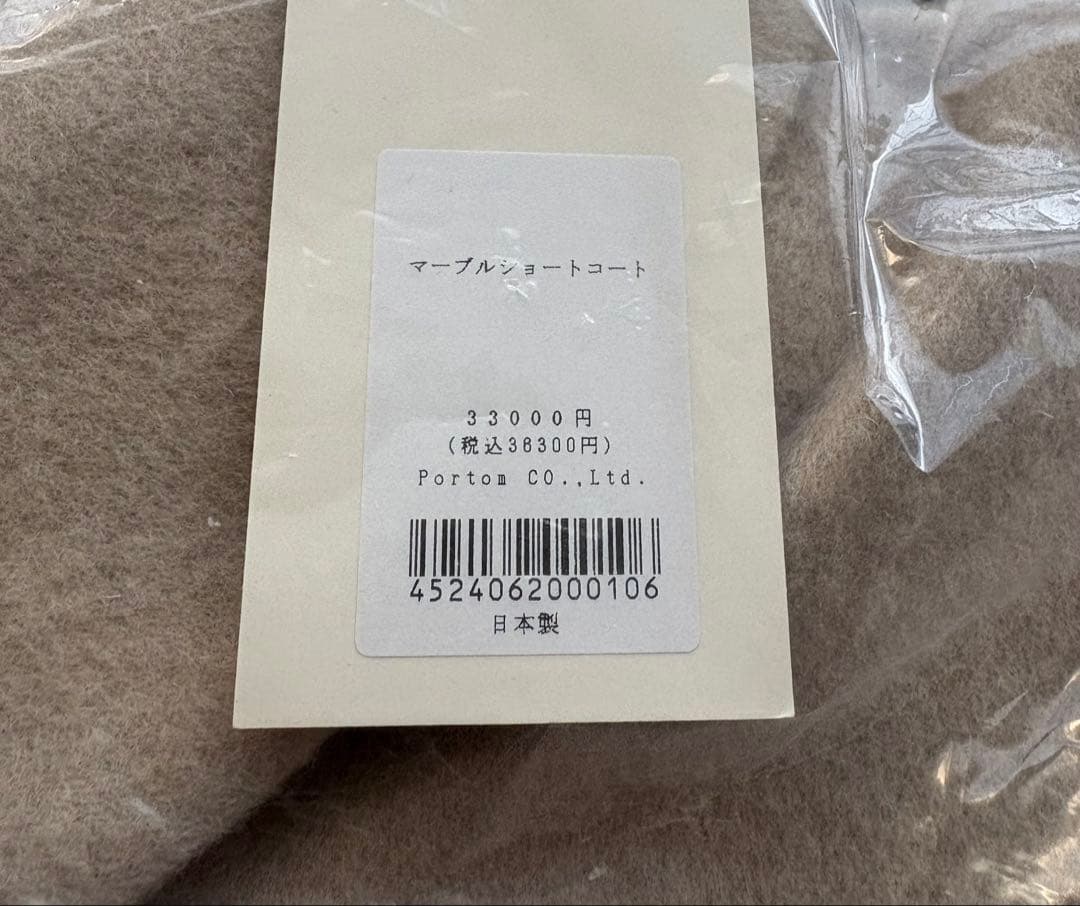 マーブルショートコート
33000円
(税込36300円)
Portom CO.,Ltd.
4524062000106
日本製